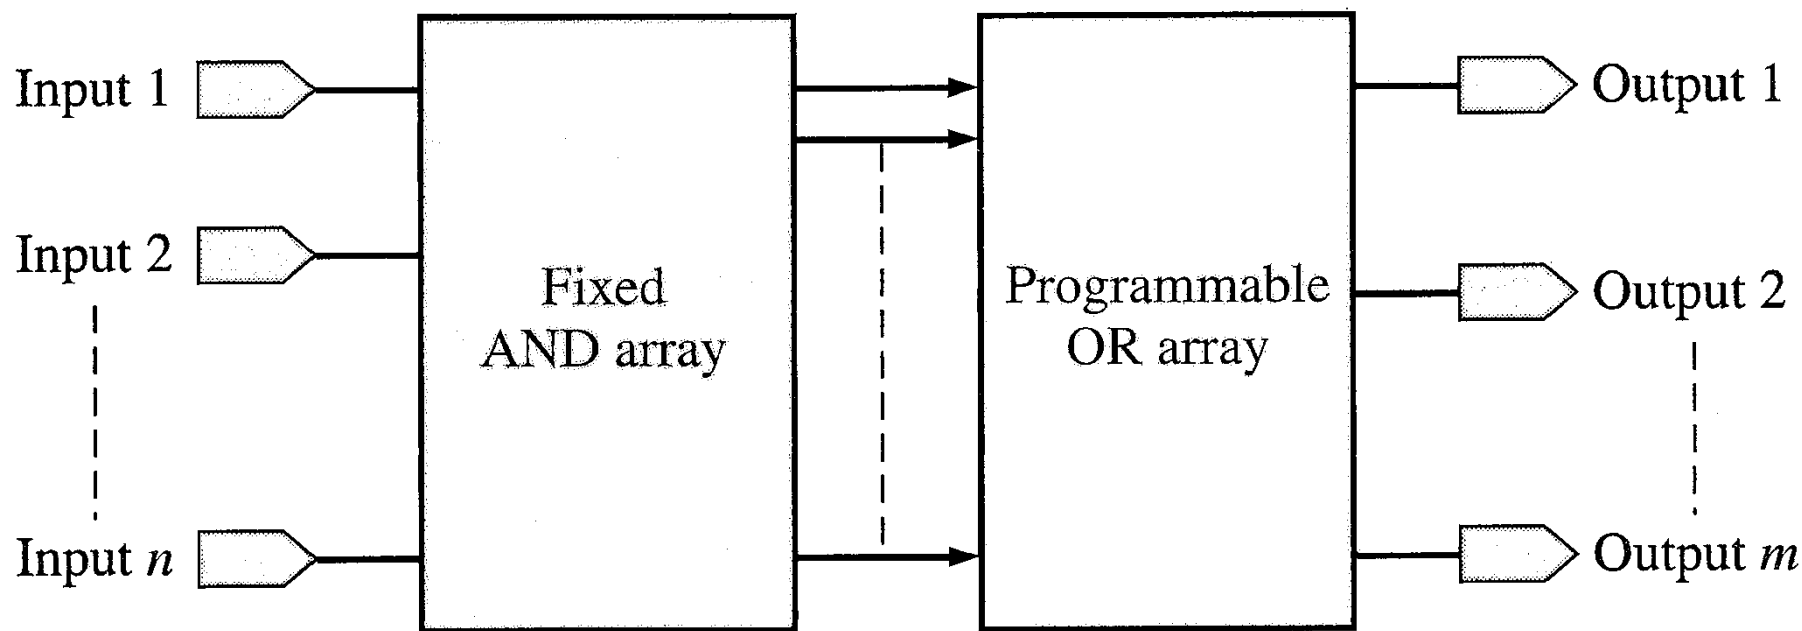 Input 1
Input 2
Input n
Fixed
AND array
Programmable
OR array
Output 1
Output 2
Output m